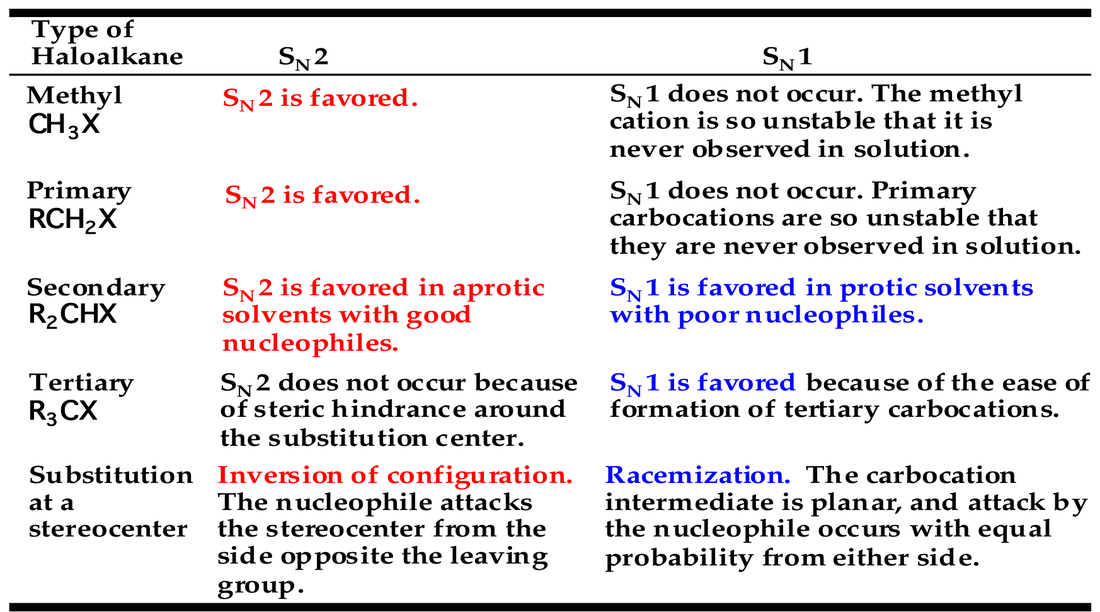 Type of
Haloalkane SN2 SN1
Methyl
CH3X
SN2 is favored.
SN1 does not occur. The methyl
cation is so unstable that it is
never observed in solution.
Primary
RCH2X
SN2 is favored.
SN1 does not occur. Primary
carbocations are so unstable that
they are never observed in solution.
Secondary
R2CHX
SN2 is favored in aprotic
solvents with good
nucleophiles.
SN1 is favored in protic solvents
with poor nucleophiles.
Tertiary
R3CX
SN2 does not occur because
of steric hindrance around
the substitution center.
SN1 is favored because of the ease of
formation of tertiary carbocations.
Substitution
at a
stereocenter
Inversion of configuration.
The nucleophile attacks
the stereocenter from the
side opposite the leaving
group.
Racemization. The carbocation
intermediate is planar, and attack by
the nucleophile occurs with equal
probability from either side.